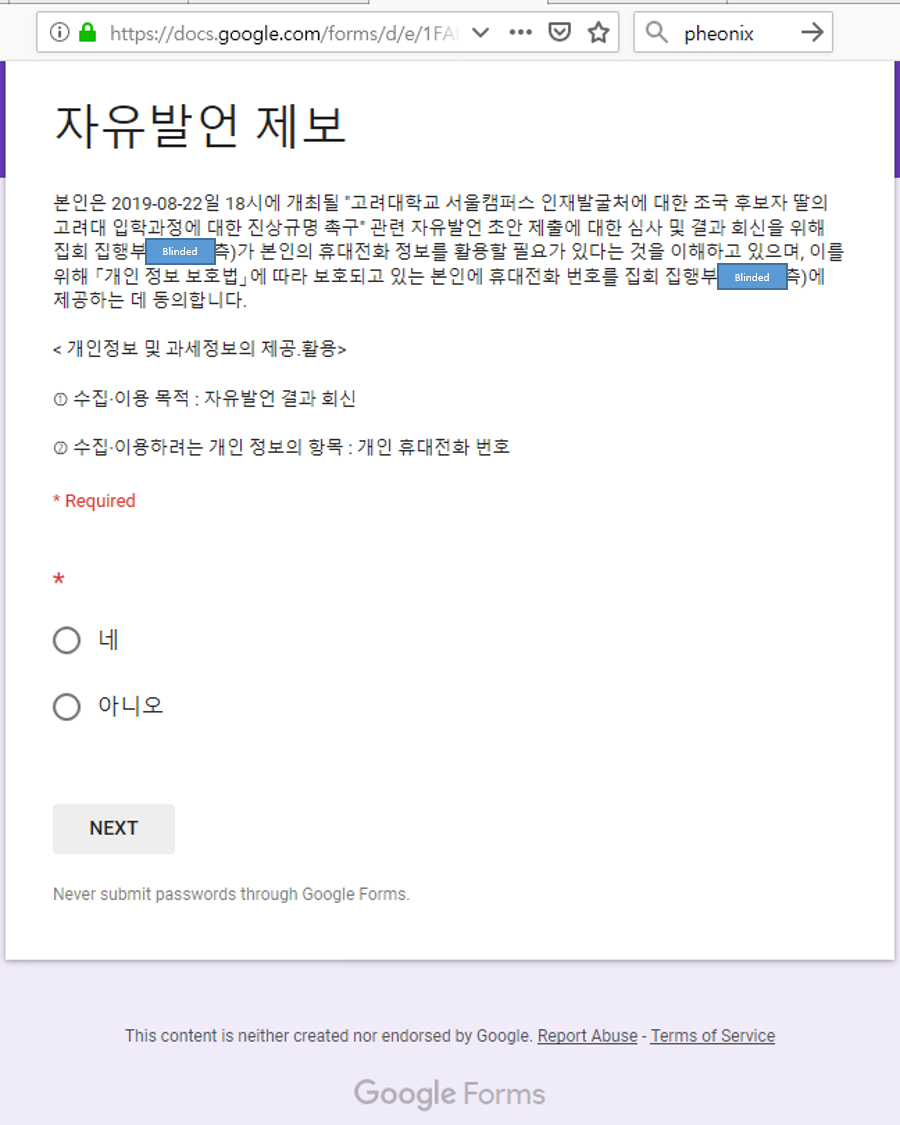 https://docs.google.com/forms/d/e/1FA
pheonix
자유발언 제보
본인은 2019-08-22일 18시에 개최될 "고려대학교 서울캠퍼스 인재발굴처에 대한 조국 후보자 딸의
고려대 입학과정에 대한 진상규명 촉구" 관련 자유발언 초안 제출에 대한 심사 및 결과 회신을 위해
집회 집행부 Blinded 측)가 본인의 휴대전화 정보를 활용할 필요가 있다는 것을 이해하고 있으며, 이를
위해 「개인 정보 보호법」에 따라 보호되고 있는 본인에 휴대전화 번호를 집회 집행부 Blinded 측)에
제공하는 데 동의합니다.
< 개인정보 및 과세정보의 제공.활용>
① 수집·이용 목적 : 자유발언 결과 회신
② 수집·이용하려는 개인 정보의 항목 : 개인 휴대전화 번호
* Required
*
네
아니오
NEXT
Never submit passwords through Google Forms.
This content is neither created nor endorsed by Google. Report Abuse - Terms of Service
Google Forms